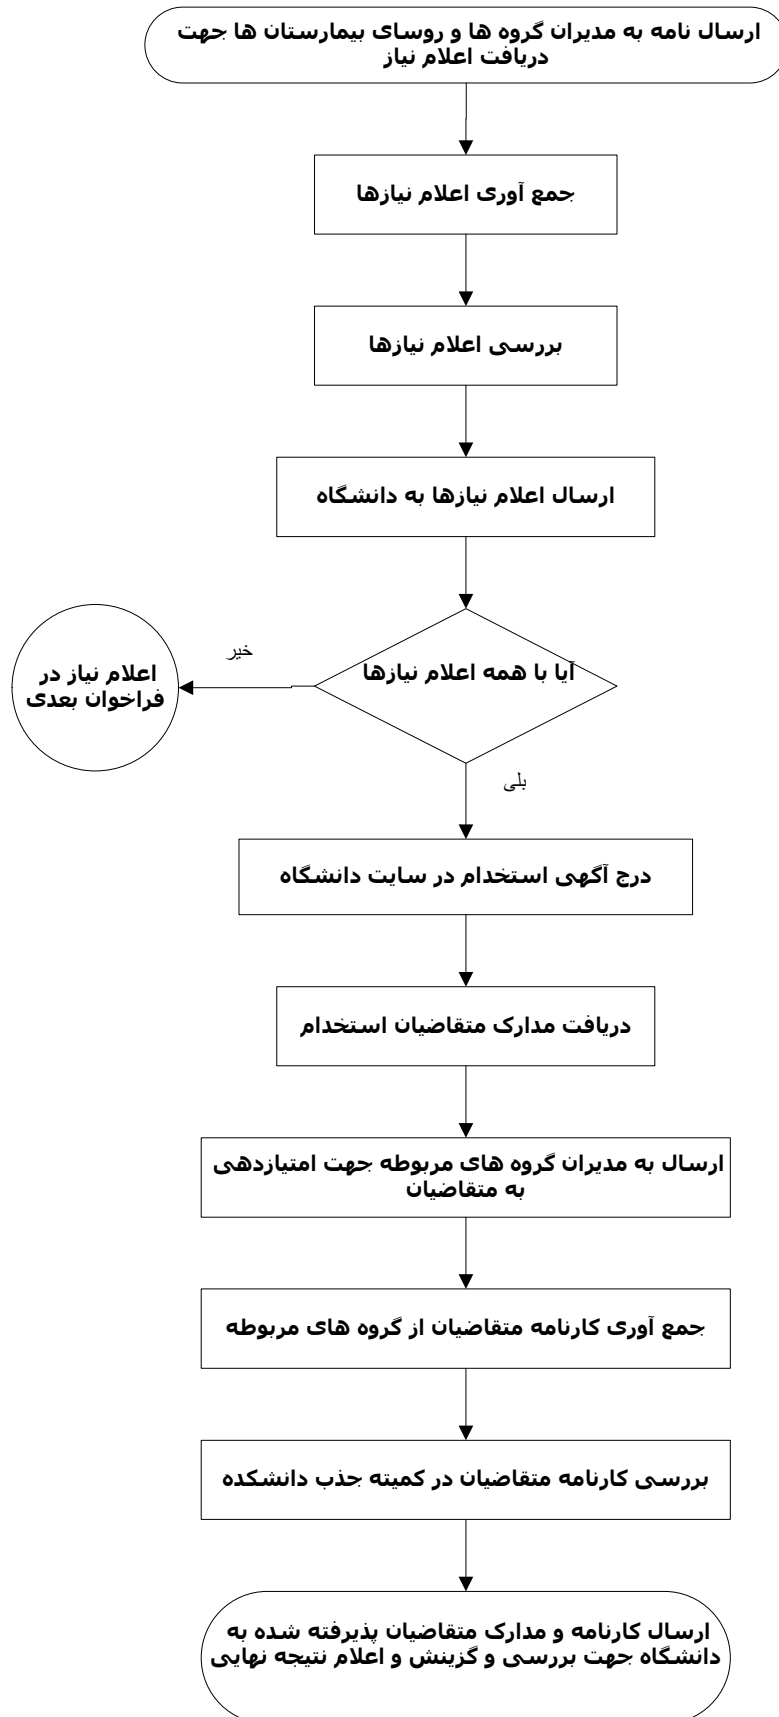 ارسال نامه به مدیران گروه ها و روسای بیمارستان ها جهت
دریافت اعلام نیاز
جمع آوری اعلام نیازها
بررسی اعلام نیازها
ارسال اعلام نیازها به دانشگاه
آیا با همه اعلام نیازها
خیر
اعلام نیاز در
فراخوان بعدی
بلی
درج آگهی استخدام در سایت دانشگاه
دریافت مدارک متقاضیان استخدام
ارسال به مدیران گروه های مربوطه جهت امتیازدهی
به متقاضیان
جمع آوری کارنامه متقاضیان از گروه های مربوطه
بررسی کارنامه متقاضیان در کمیته جذب دانشکده
ارسال کارنامه و مدارک متقاضیان پذیرفته شده به
دانشگاه جهت بررسی و گزینش و اعلام نتیجه نهایی